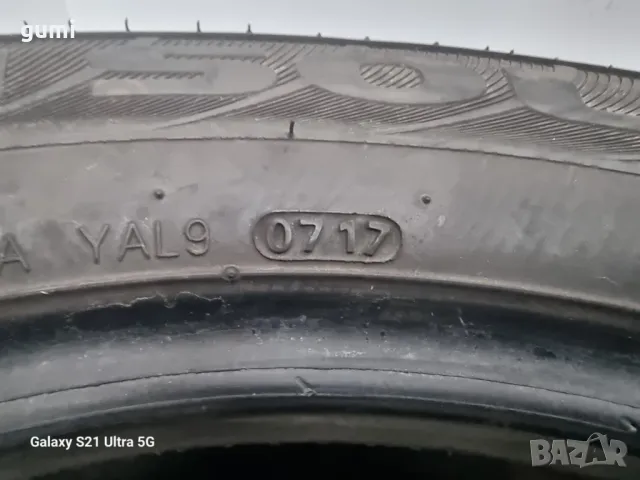 gumi
YAL9 0717
Galaxy S21 Ultra 5G
BAZAR